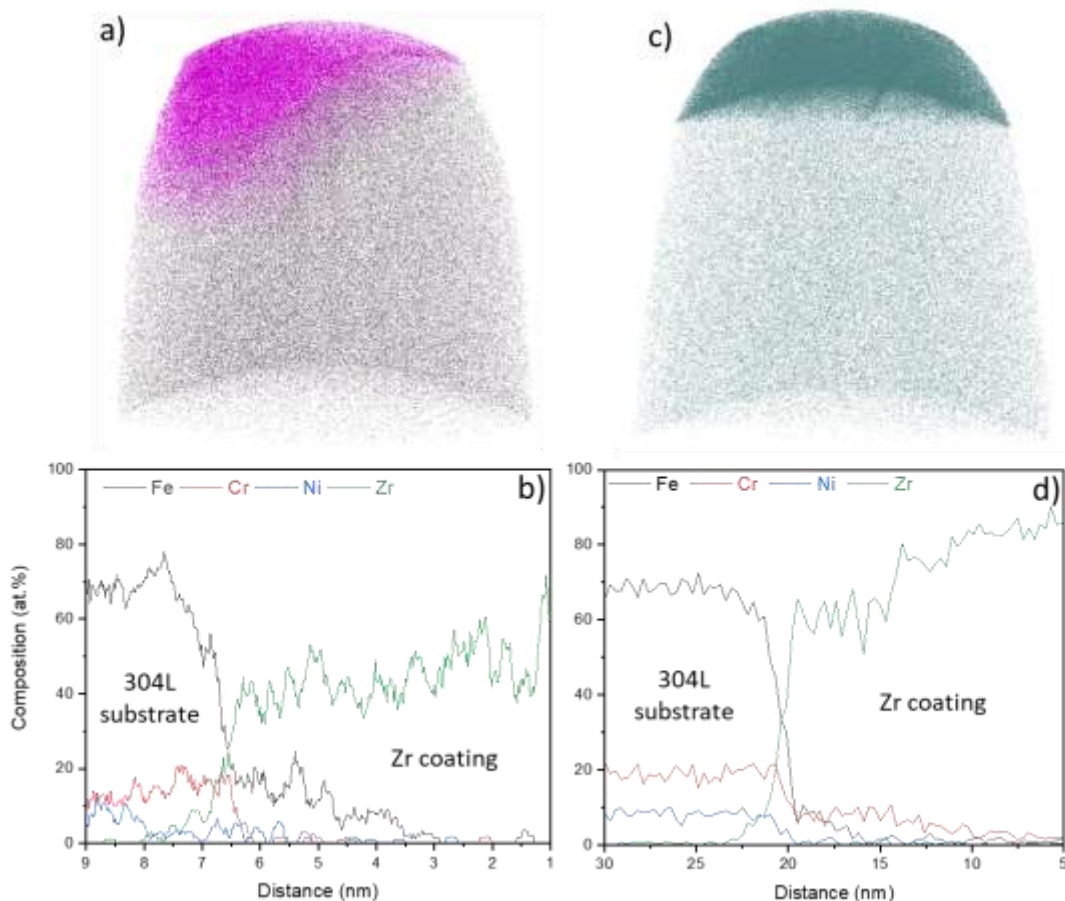 a)
c)
Fe Cr Ni Zr
b)
Composition (at.%)
100
80
60
40
20
0
304L
substrate
Zr coating
9 8 7 6 5 4 3 2 1
Distance (nm)
Fe Cr Ni Zr
d)
100
80
60
40
20
0
304L
substrate
Zr coating
30 25 20 15 10 5
Distance (nm)